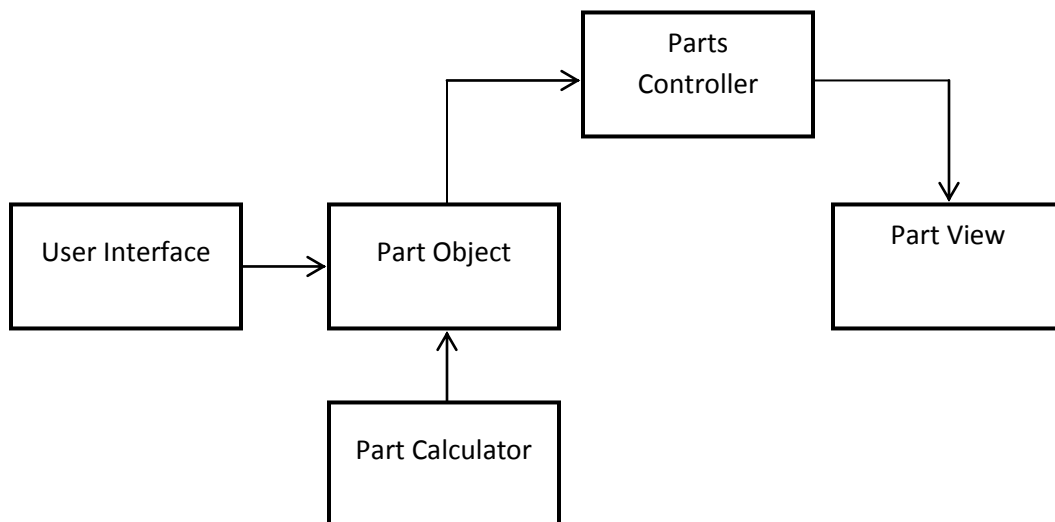 Parts
Controller
User Interface
Part Object
Part View
Part Calculator